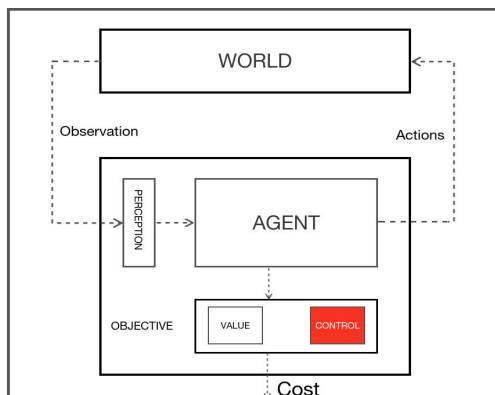 WORLD
Observation
Actions
PERCEPTION
AGENT
OBJECTIVE
VALUE
CONTROL
Cost